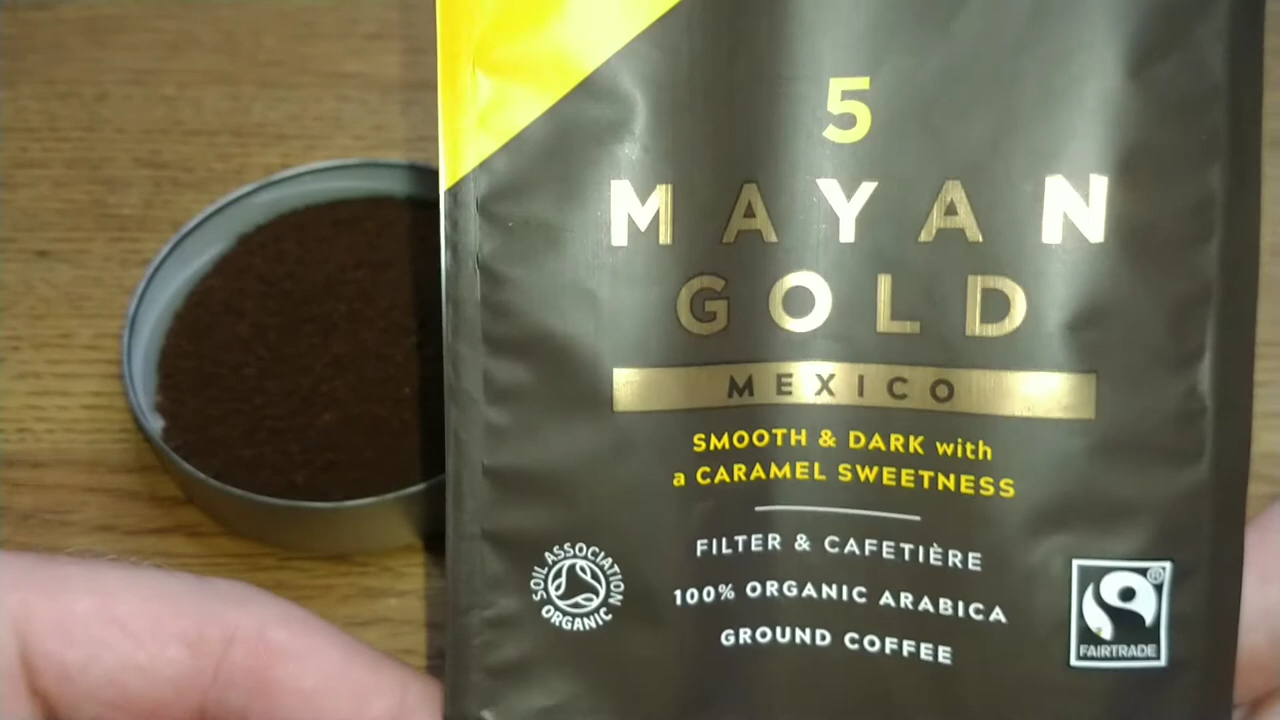 5
MAYAN
GOLD
MEXICO
SMOOTH & DARK with
a CARAMEL SWEETNESS
FILTER & CAFETIÈRE
100% ORGANIC ARABICA
GROUND COFFEE
SOIL ASSOCIATION
ORGANIC
FAIRTRADE